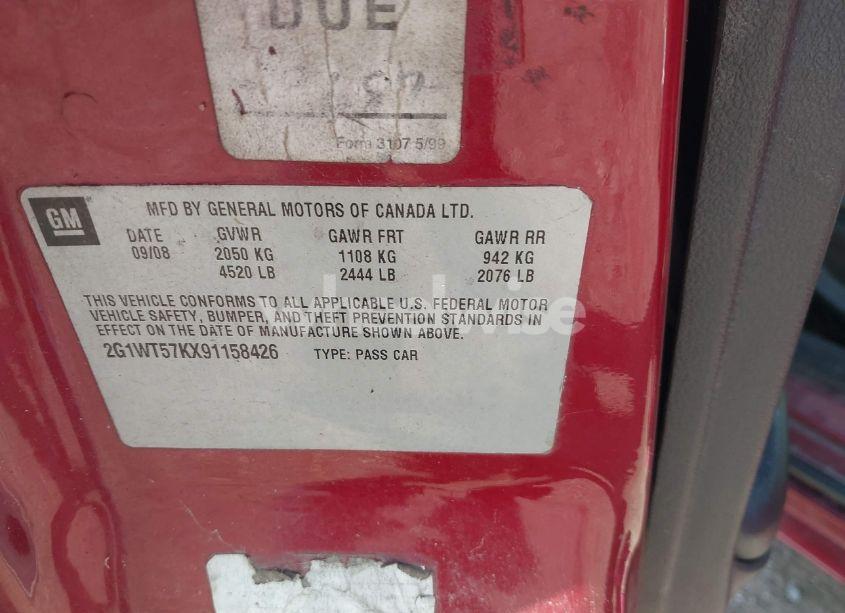 DUE
Form 3107 5/99
GM
MFD BY GENERAL MOTORS OF CANADA LTD.
DATE GVWR GAWR FRT GAWR RR
09/08 2050 KG 1108 KG 942 KG
4520 LB 2444 LB 2076 LB
THIS VEHICLE CONFORMS TO ALL APPLICABLE U.S. FEDERAL MOTOR
VEHICLE SAFETY, BUMPER, AND THEFT PREVENTION STANDARDS IN
EFFECT ON THE DATE OF MANUFACTURE SHOWN ABOVE.
2G1WT57KX91158426 TYPE: PASS CAR